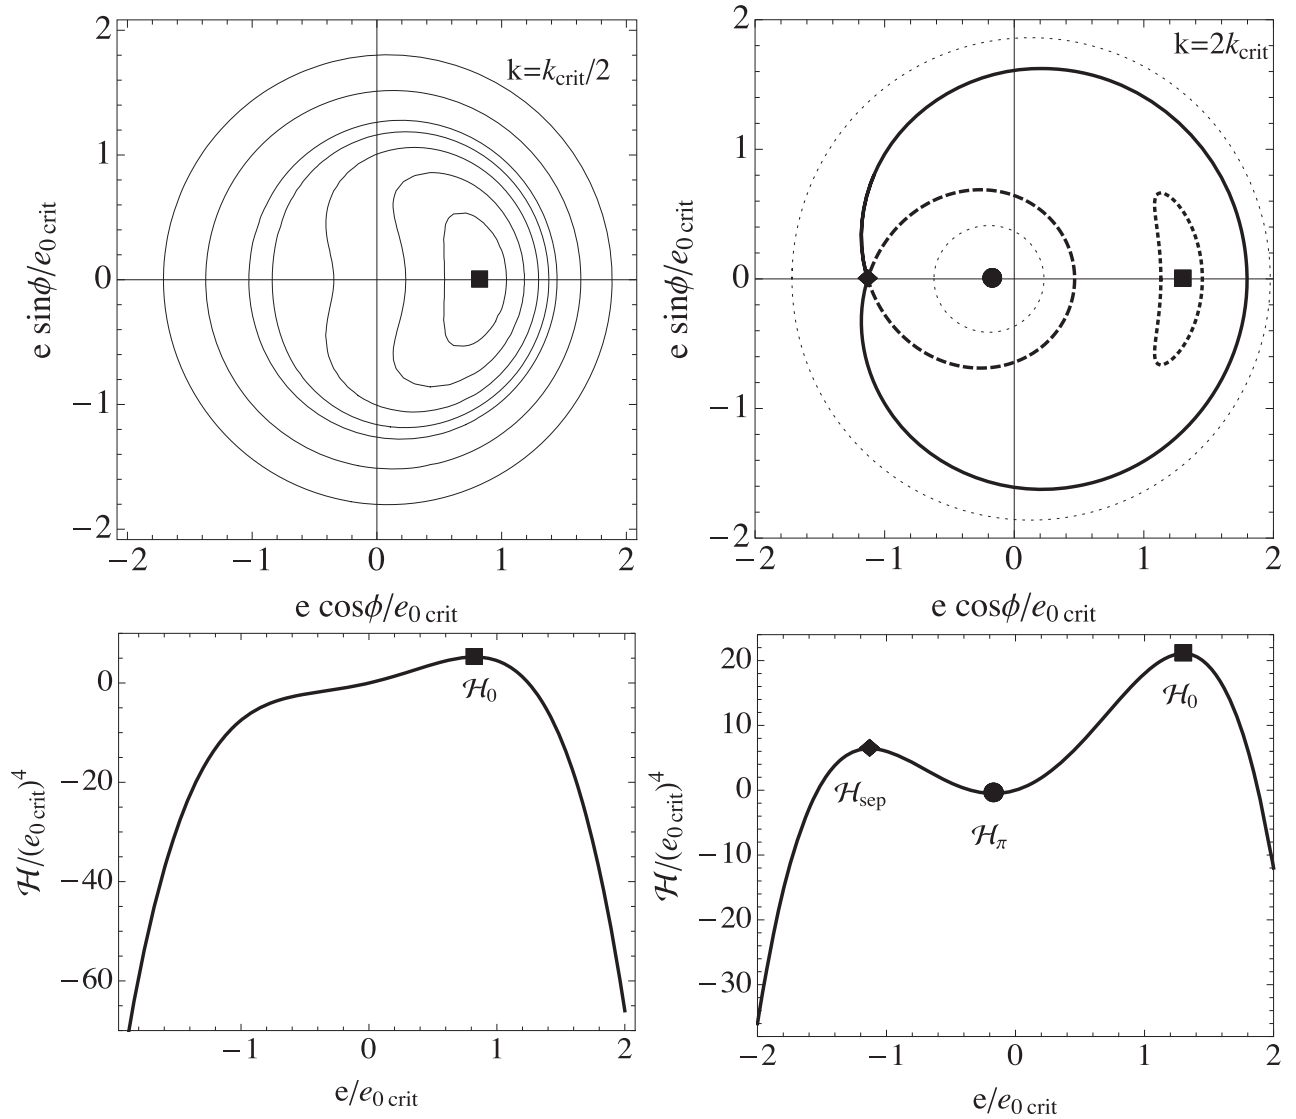 k=k_crit/2
2
1
0
−1
−2
e sinϕ/e_0 crit
−2 −1 0 1 2
e cosϕ/e_0 crit
k=2k_crit
2
1
0
−1
−2
e sinϕ/e_0 crit
−2 −1 0 1 2
e cosϕ/e_0 crit
ℋ_0
0
−20
−40
−60
ℋ/(e_0 crit)^4
−1 0 1 2
e/e_0 crit
ℋ_0
ℋ_sep
ℋ_π
20
10
0
−10
−20
−30
ℋ/(e_0 crit)^4
−2 −1 0 1 2
e/e_0 crit